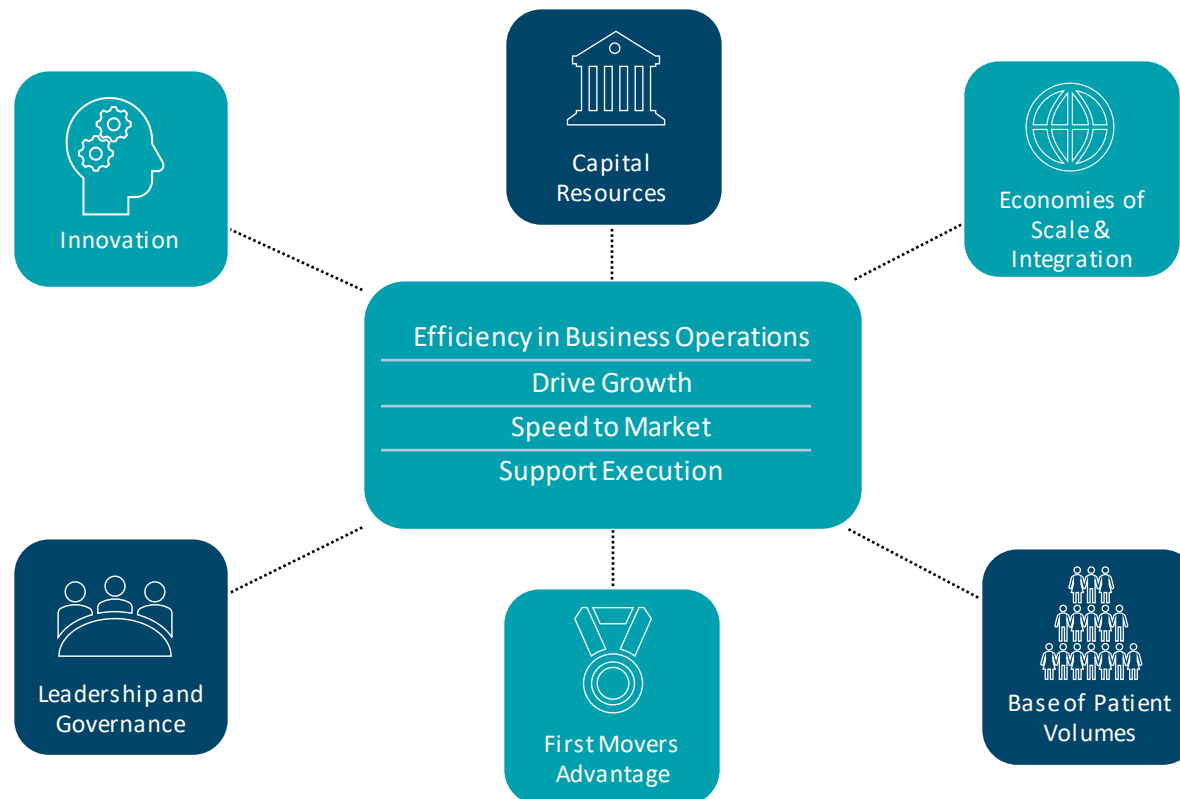 Capital
Resources
Innovation
Economies of
Scale &
Integration
Efficiency in Business Operations
Drive Growth
Speed to Market
Support Execution
Leadership and
Governance
First Movers
Advantage
Base of Patient
Volumes